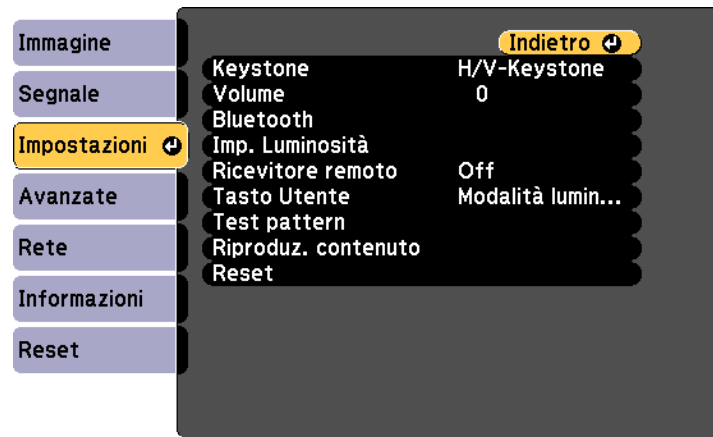 Immagine
Segnale
Impostazioni
Avanzate
Rete
Informazioni
Reset
Indietro
Keystone H/V-Keystone
Volume 0
Bluetooth
Imp. Luminosità
Ricevitore remoto Off
Tasto Utente Modalità lumin...
Test pattern
Riproduz. contenuto
Reset